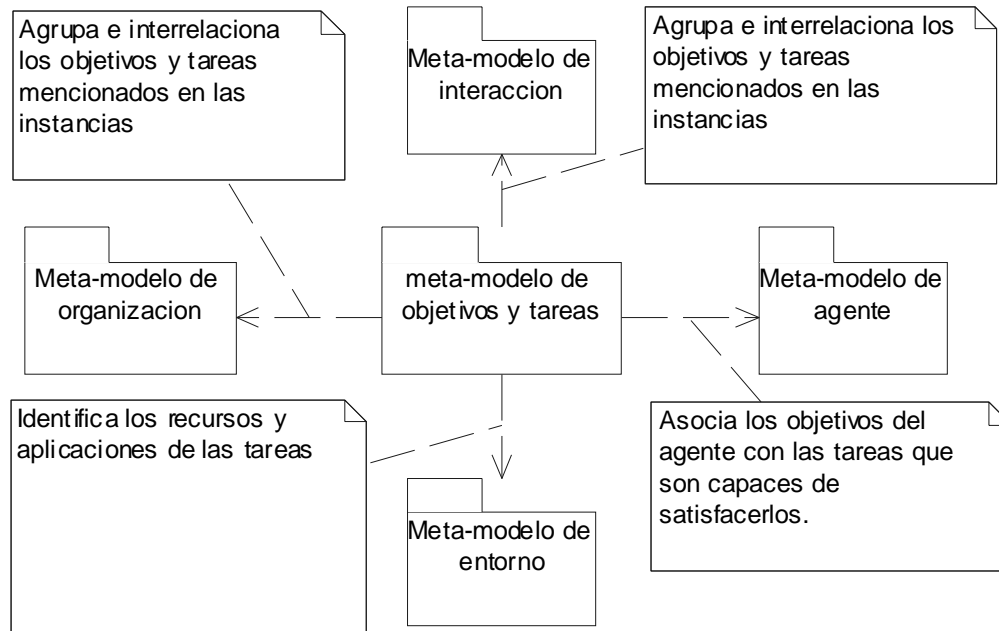 Agrupa e interrelaciona
los objetivos y tareas
mencionados en las
instancias
Meta-modelo de
interaccion
Agrupa e interrelaciona los
objetivos y tareas
mencionados en las
instancias
Meta-modelo de
organizacion
meta-modelo de
objetivos y tareas
Meta-modelo de
agente
Identifica los recursos y
aplicaciones de las tareas
Meta-modelo de
entorno
Asocia los objetivos del
agente con las tareas que
son capaces de
satisfacerlos.